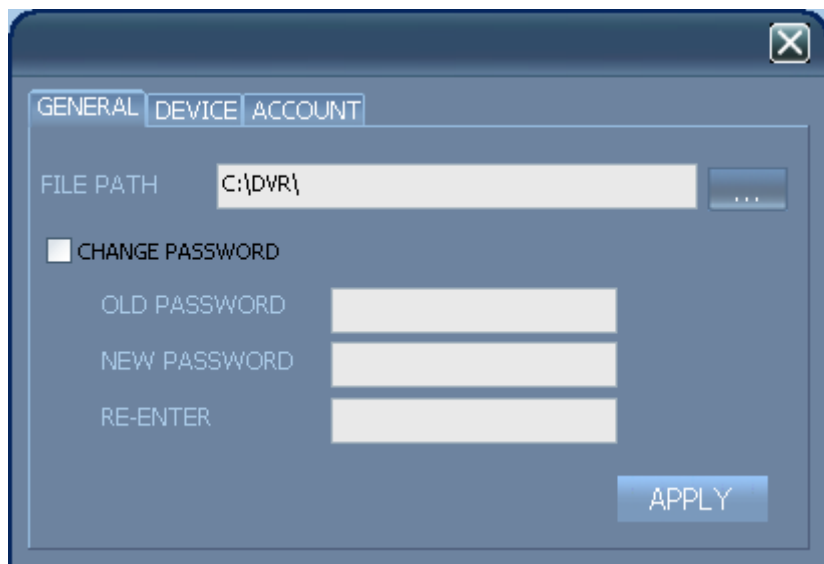 GENERAL DEVICE ACCOUNT
FILE PATH C:\DVR\ ...
CHANGE PASSWORD
OLD PASSWORD
NEW PASSWORD
RE-ENTER
APPLY